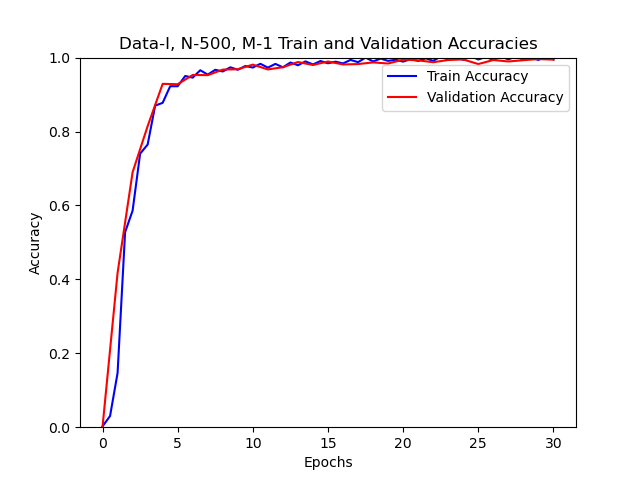 Data-I, N-500, M-1 Train and Validation Accuracies
1.0
0.8
0.6
0.4
0.2
0.0
Accuracy
Train Accuracy
Validation Accuracy
0 5 10 15 20 25 30
Epochs